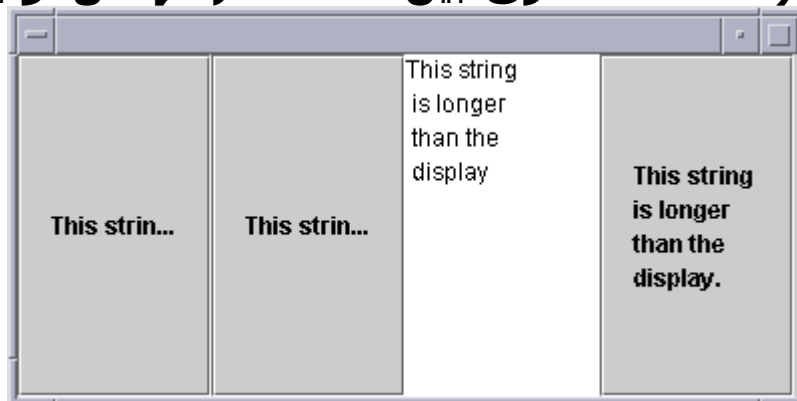 This strin...
This strin...
This string
is longer
than the
display
This string
is longer
than the
display.